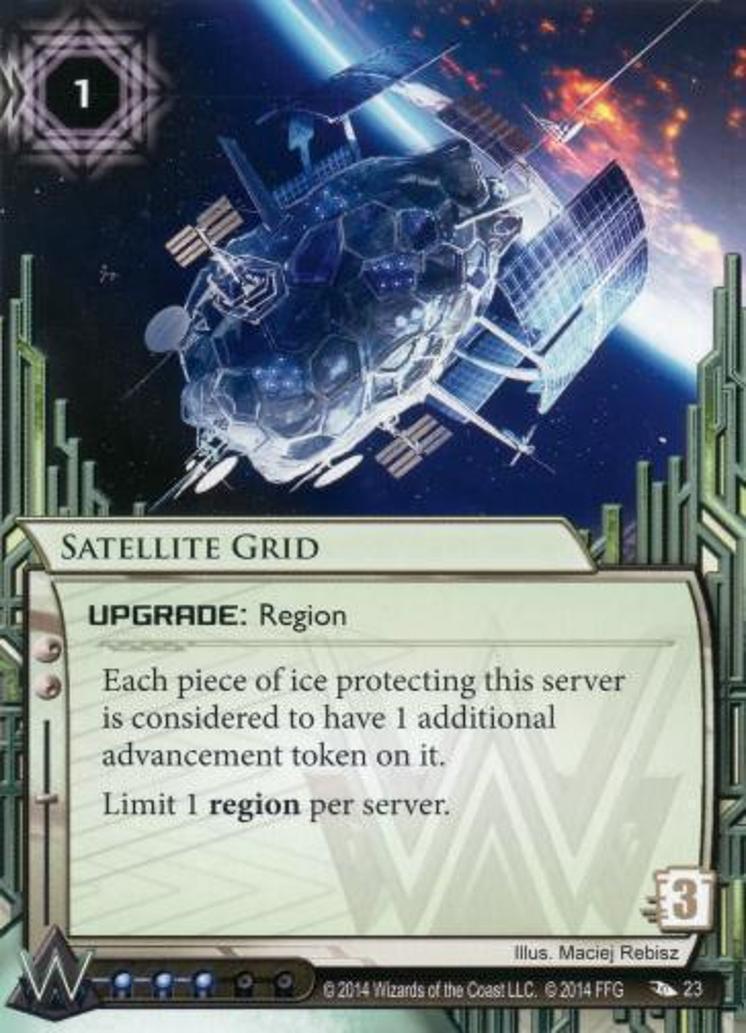 1
SATELLITE GRID
UPGRADE: Region
Each piece of ice protecting this server
is considered to have 1 additional
advancement token on it.
Limit 1 region per server.
3
Illus. Maciej Rebisz
W
© 2014 Wizards of the Coast LLC. © 2014 FFG 23